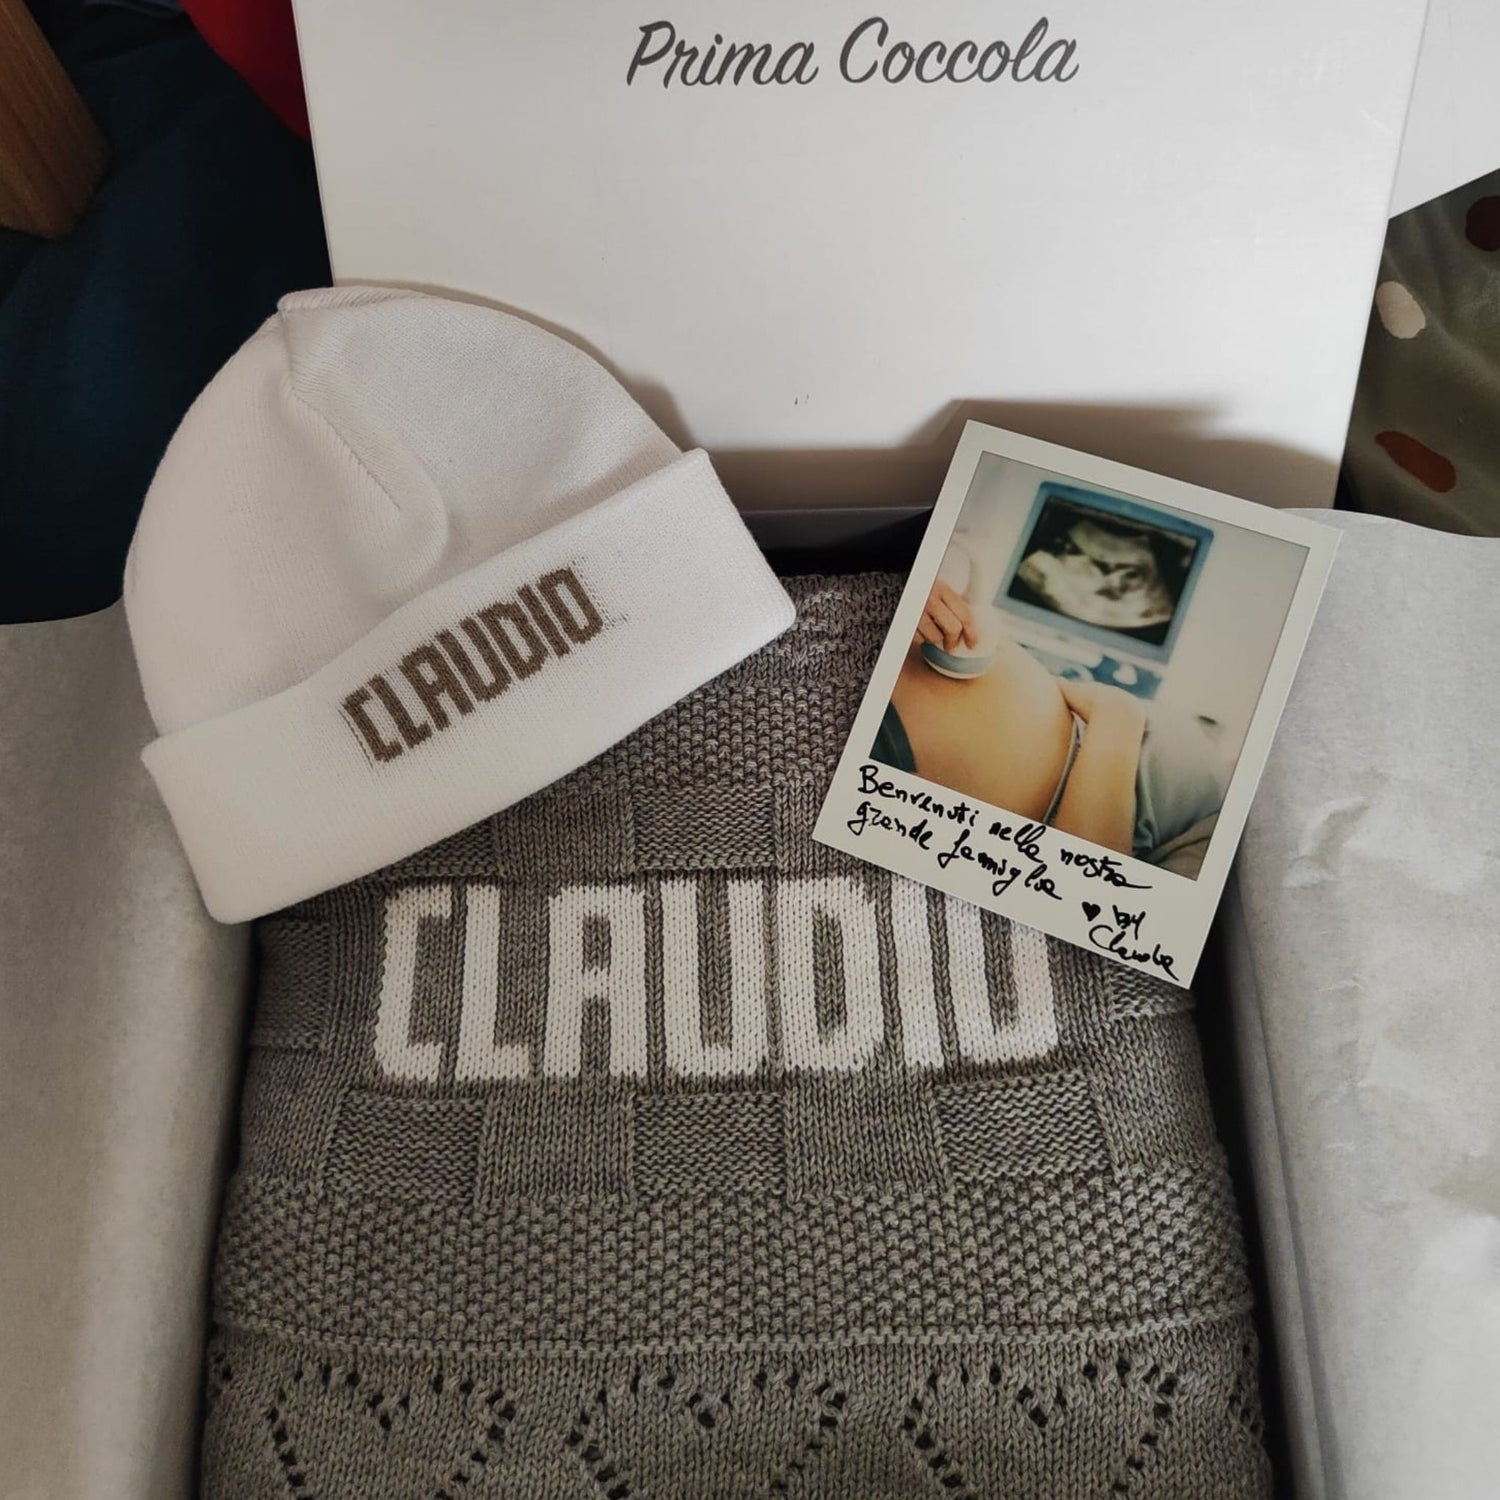 Prima Coccola
CLAUDIO
Benvenuti nella nostra
grande famiglia
♥ by
CLAUDIO